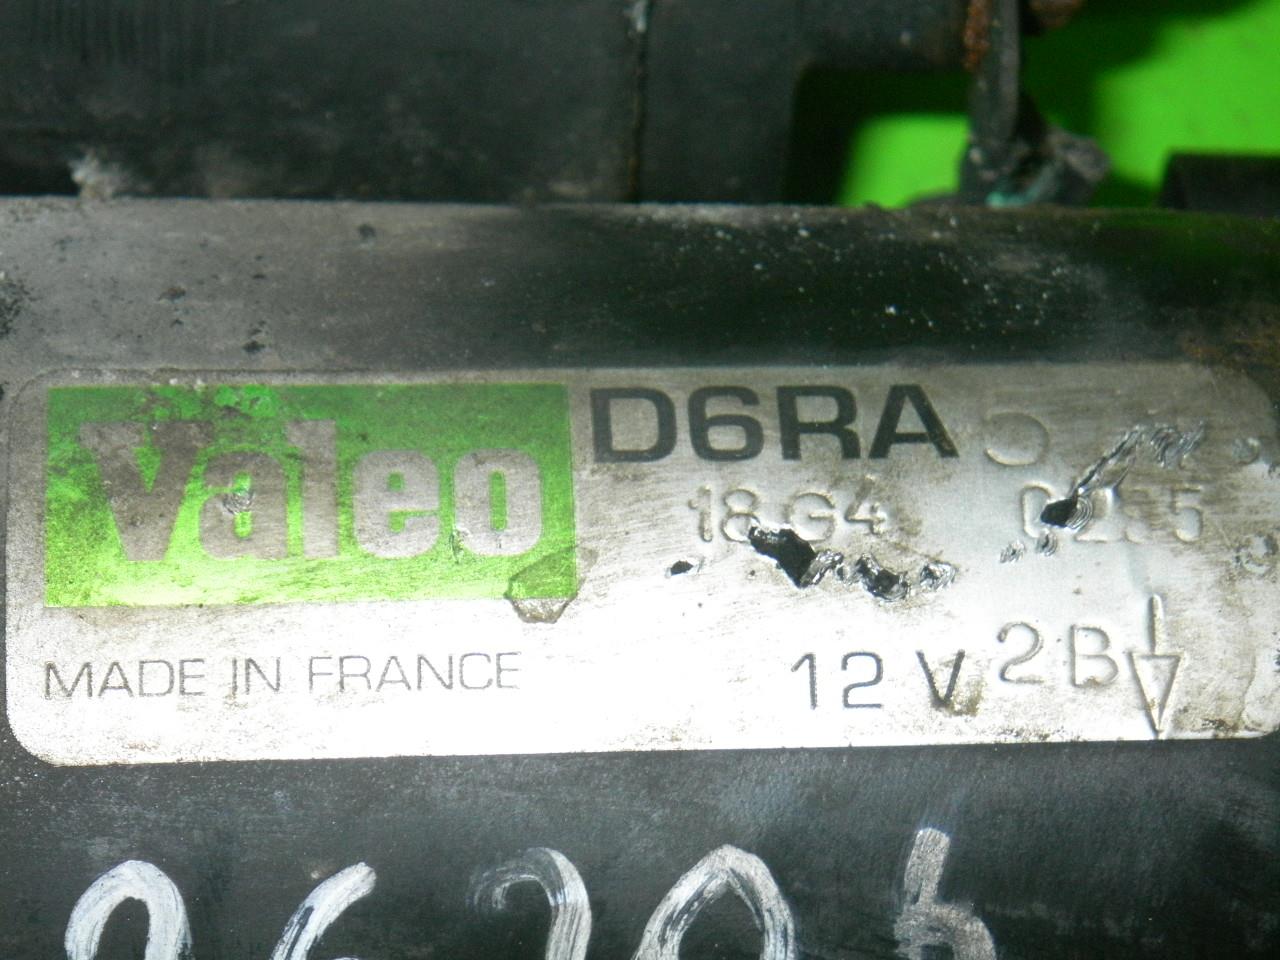 Valeo
D6RA
18 G4
MADE IN FRANCE
12 V 2B